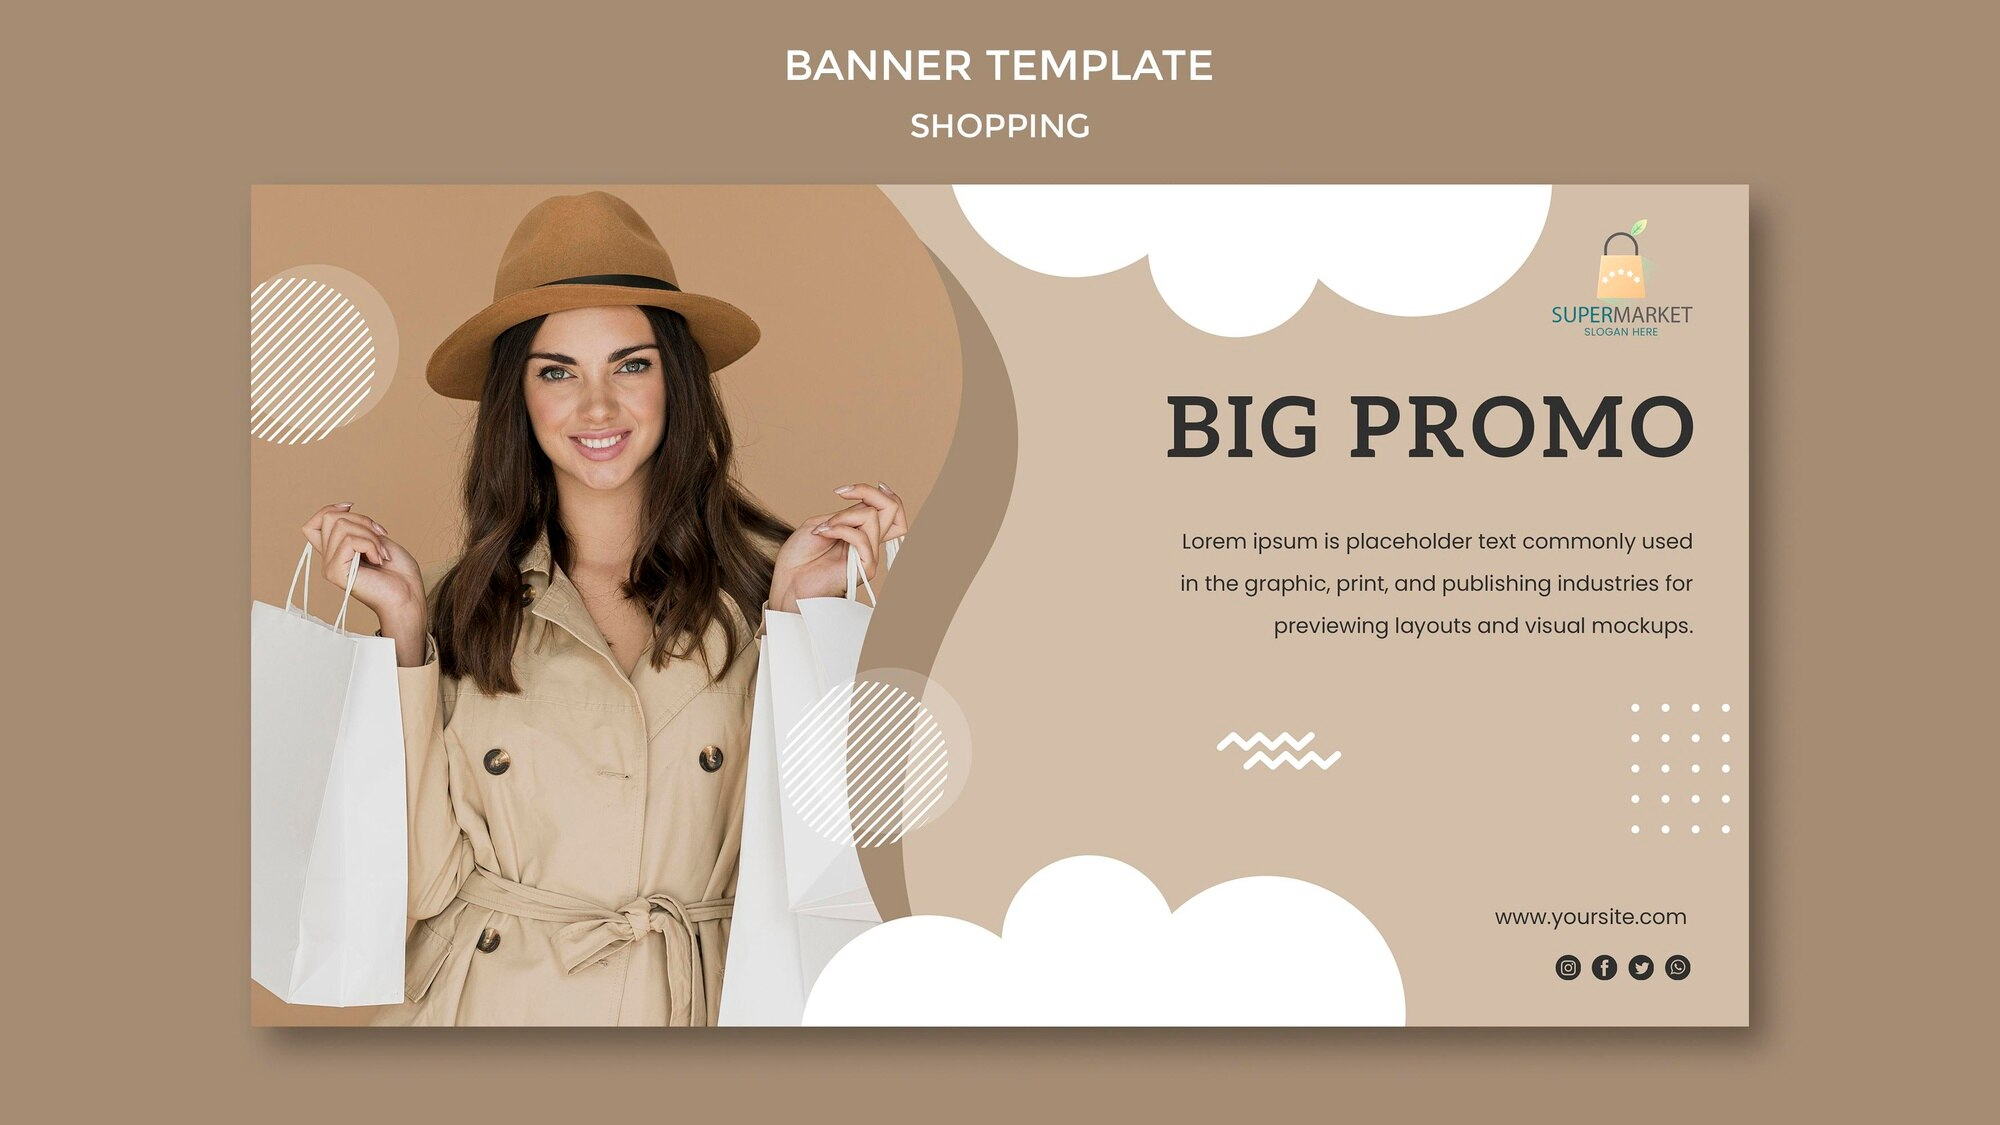 BANNER TEMPLATE
SHOPPING
SUPERMARKET
SLOGAN HERE
BIG PROMO
Lorem ipsum is placeholder text commonly used
in the graphic, print, and publishing industries for
previewing layouts and visual mockups.
www.yoursite.com